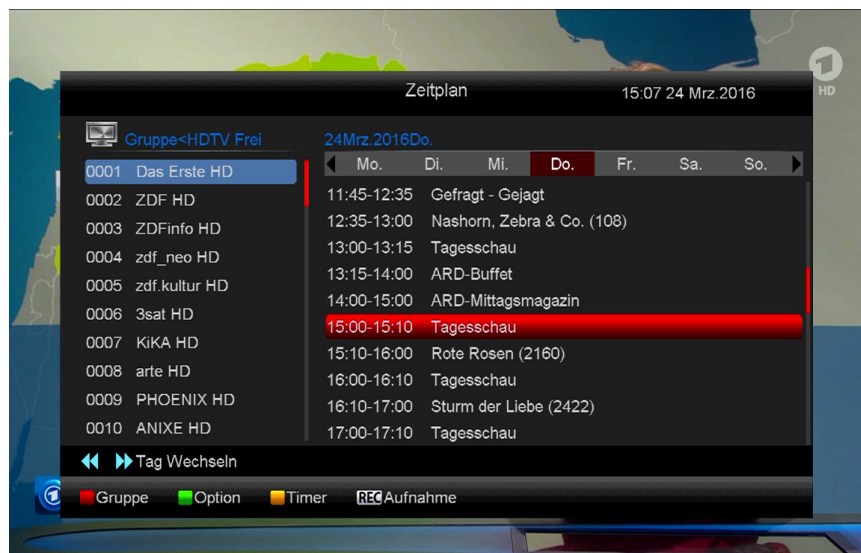 Zeitplan 15:07 24 Mrz.2016
1
HD
Gruppe<HDTV Frei
0001 Das Erste HD
0002 ZDF HD
0003 ZDFinfo HD
0004 zdf_neo HD
0005 zdf.kultur HD
0006 3sat HD
0007 KiKA HD
0008 arte HD
0009 PHOENIX HD
0010 ANIXE HD
24Mrz.2016Do.
Mo. Di. Mi. Do. Fr. Sa. So.
11:45-12:35 Gefragt - Gejagt
12:35-13:00 Nashorn, Zebra & Co. (108)
13:00-13:15 Tagesschau
13:15-14:00 ARD-Buffet
14:00-15:00 ARD-Mittagsmagazin
15:00-15:10 Tagesschau
15:10-16:00 Rote Rosen (2160)
16:00-16:10 Tagesschau
16:10-17:00 Sturm der Liebe (2422)
17:00-17:10 Tagesschau
Tag Wechseln
1
Gruppe Option Timer REC Aufnahme